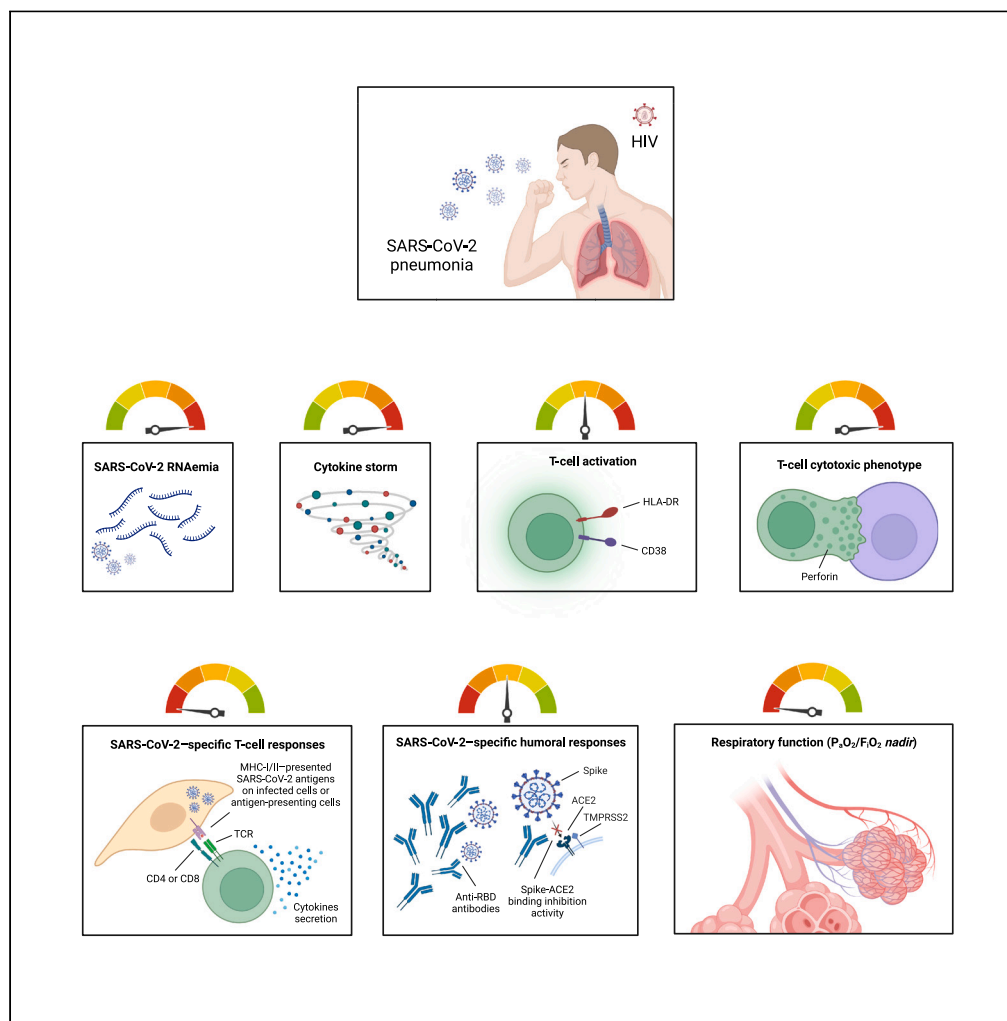 HIV
SARS-CoV-2
pneumonia
SARS-CoV-2 RNAemia
Cytokine storm
T-cell activation
HLA-DR
CD38
T-cell cytotoxic phenotype
Perforin
SARS-CoV-2–specific T-cell responses
MHC-I/II–presented
SARS-CoV-2 antigens
on infected cells or
antigen-presenting cells
TCR
CD4 or CD8
Cytokines
secretion
SARS-CoV-2–specific humoral responses
Spike
ACE2
TMPRSS2
Anti-RBD
antibodies
Spike-ACE2
binding inhibition
activity
Respiratory function (PₐO₂/FᵢO₂ nadir)